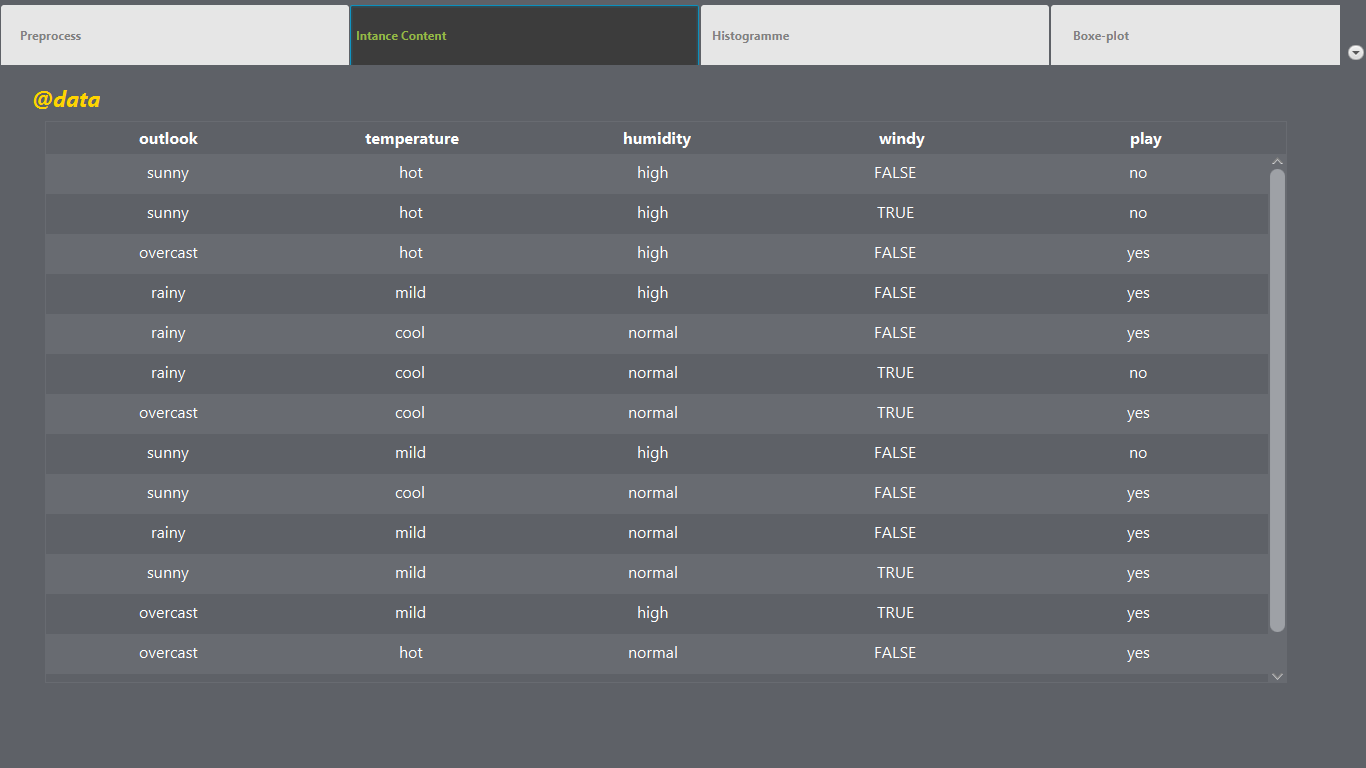 Preprocess Intance Content Histogramme Boxe-plot
@data
outlook temperature humidity windy play
sunny hot high FALSE no
sunny hot high TRUE no
overcast hot high FALSE yes
rainy mild high FALSE yes
rainy cool normal FALSE yes
rainy cool normal TRUE no
overcast cool normal TRUE yes
sunny mild high FALSE no
sunny cool normal FALSE yes
rainy mild normal FALSE yes
sunny mild normal TRUE yes
overcast mild high TRUE yes
overcast hot normal FALSE yes